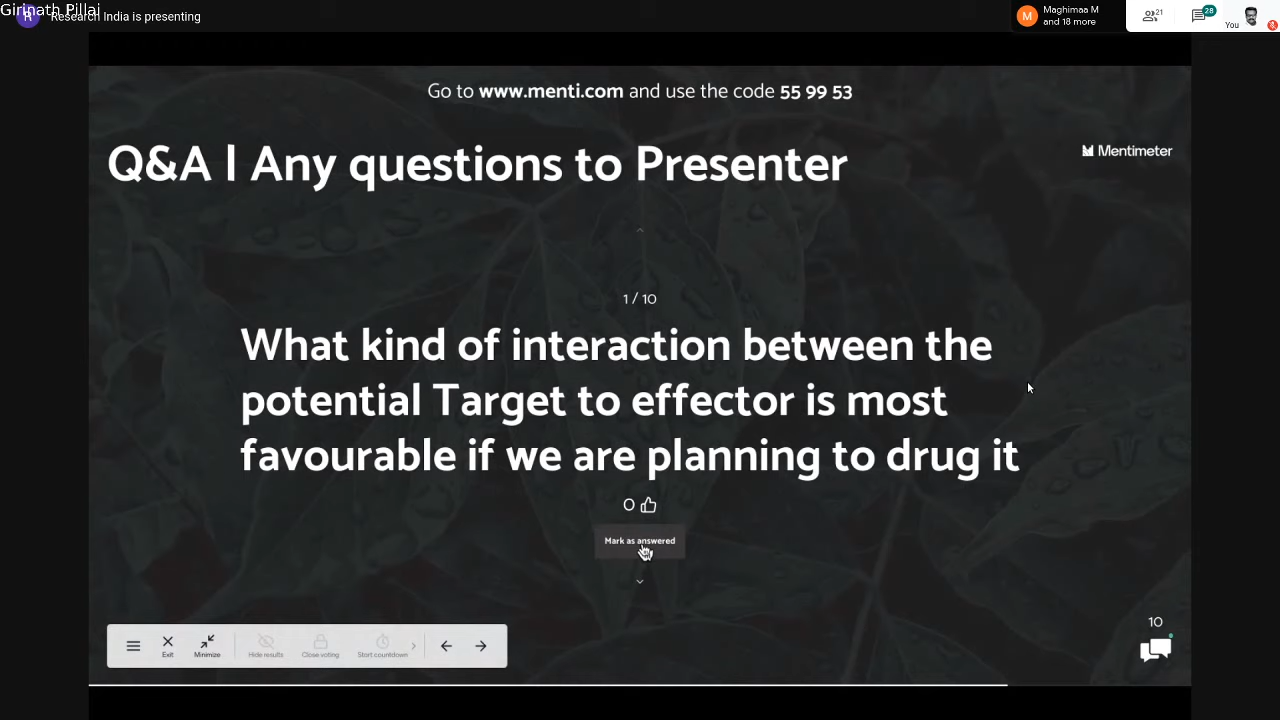 Girinath Pillai
R
Research India is presenting
M
Maghimaa M
and 18 more
21
28
You
Go to www.menti.com and use the code 55 99 53
Q&A | Any questions to Presenter
Mentimeter
1 / 10
What kind of interaction between the
potential Target to effector is most
favourable if we are planning to drug it
0
Mark as answered
Exit
Minimize
Hide results
Close voting
Start countdown
10